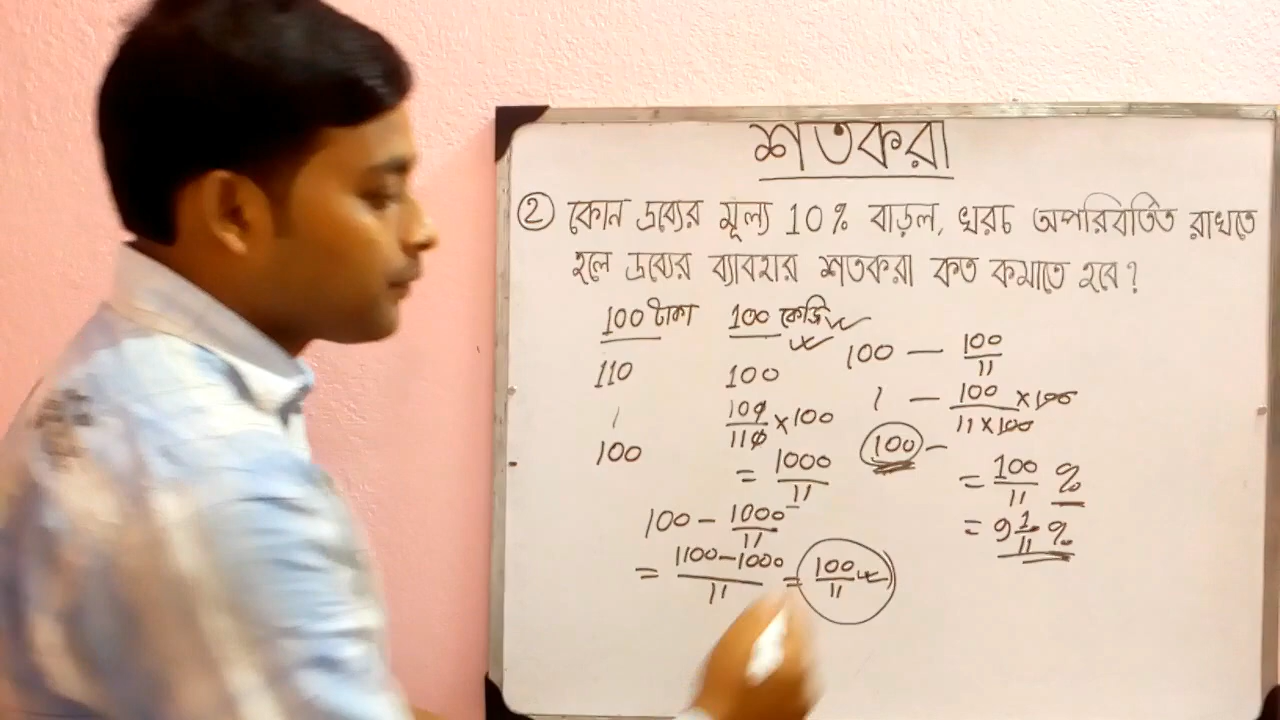 শতকরা
② কোন দ্রব্যের মূল্য 10% বাড়ল, খরচ অপরিবর্তিত রাখতে
হলে দ্রব্যের ব্যাবহার শতকরা কত কমাতে হবে?
100 টাকা 100 কেজি
110 100
1 100/110 × 100
100
= 1000/11
100 - 1000/11
= 1100-1000/11 = 100/11
100 — 100/11
1 — 100/11×100 ×100
100 -
= 100/11 %
= 9 1/11 %